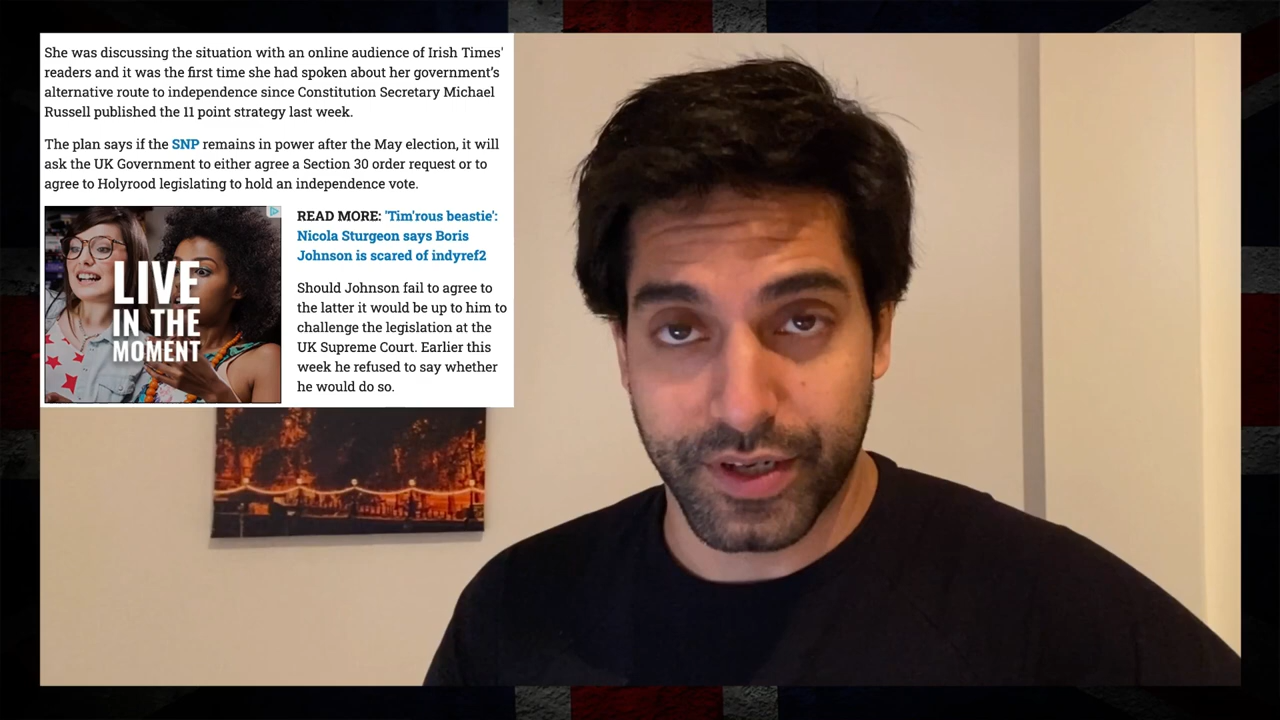 She was discussing the situation with an online audience of Irish Times'
readers and it was the first time she had spoken about her government's
alternative route to independence since Constitution Secretary Michael
Russell published the 11 point strategy last week.
The plan says if the SNP remains in power after the May election, it will
ask the UK Government to either agree a Section 30 order request or to
agree to Holyrood legislating to hold an independence vote.
LIVE
IN THE
MOMENT
READ MORE: 'Tim'rous beastie':
Nicola Sturgeon says Boris
Johnson is scared of indyref2
Should Johnson fail to agree to
the latter it would be up to him to
challenge the legislation at the
UK Supreme Court. Earlier this
week he refused to say whether
he would do so.